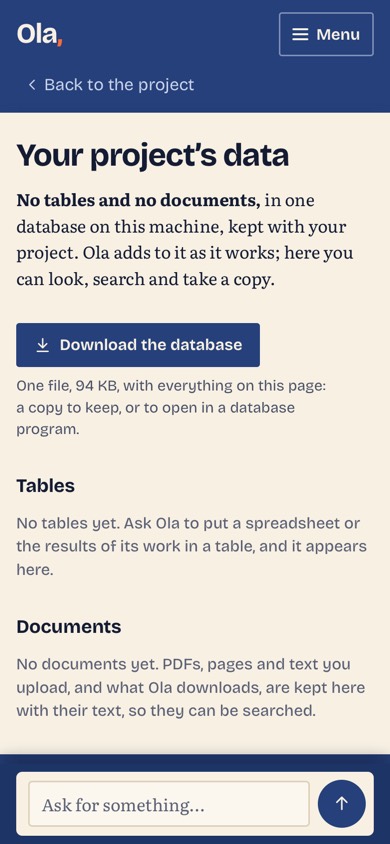 Ola,
Menu
Back to the project
Your project's data
No tables and no documents, in one
database on this machine, kept with your
project. Ola adds to it as it works; here you
can look, search and take a copy.
Download the database
One file, 94 KB, with everything on this page:
a copy to keep, or to open in a database
program.
Tables
No tables yet. Ask Ola to put a spreadsheet or
the results of its work in a table, and it appears
here.
Documents
No documents yet. PDFs, pages and text you
upload, and what Ola downloads, are kept here
with their text, so they can be searched.
Ask for something...